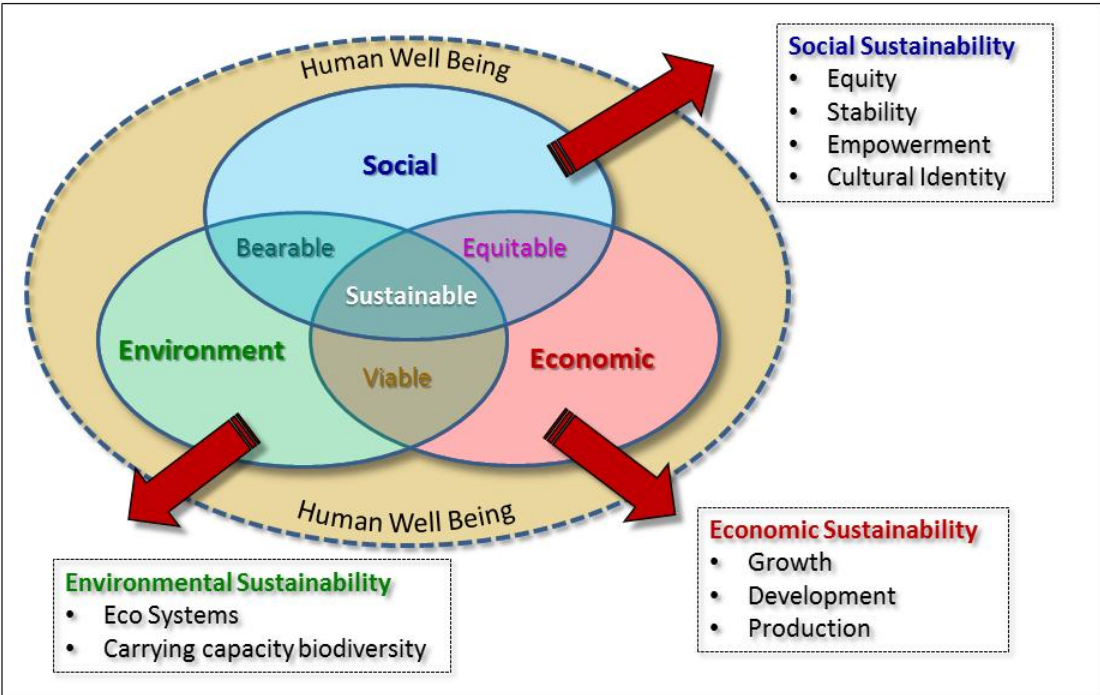 Human Well Being
Social
Bearable
Equitable
Sustainable
Environment
Economic
Viable
Human Well Being
Social Sustainability
• Equity
• Stability
• Empowerment
• Cultural Identity
Environmental Sustainability
• Eco Systems
• Carrying capacity biodiversity
Economic Sustainability
• Growth
• Development
• Production